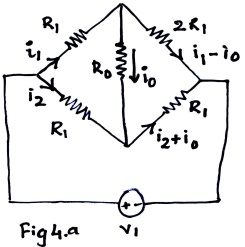 R1
2R1
i1
R0
i0
i1-i0
i2
R1
R1
i2+i0
+ -
V1
Fig 4.a